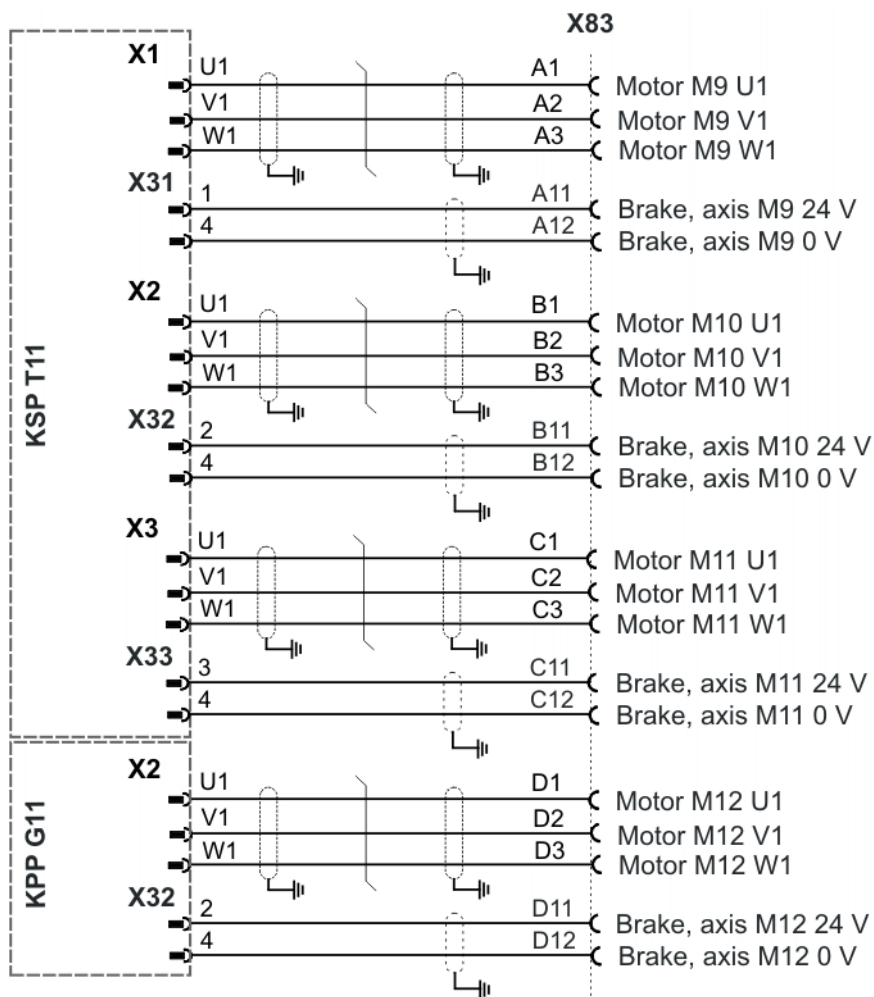 X83
X1
U1 A1 Motor M9 U1
V1 A2 Motor M9 V1
W1 A3 Motor M9 W1
X31
1 A11 Brake, axis M9 24 V
4 A12 Brake, axis M9 0 V
X2
U1 B1 Motor M10 U1
V1 B2 Motor M10 V1
W1 B3 Motor M10 W1
KSP T11
X32
2 B11 Brake, axis M10 24 V
4 B12 Brake, axis M10 0 V
X3
U1 C1 Motor M11 U1
V1 C2 Motor M11 V1
W1 C3 Motor M11 W1
X33
3 C11 Brake, axis M11 24 V
4 C12 Brake, axis M11 0 V
X2
U1 D1 Motor M12 U1
V1 D2 Motor M12 V1
W1 D3 Motor M12 W1
KPP G11
X32
2 D11 Brake, axis M12 24 V
4 D12 Brake, axis M12 0 V